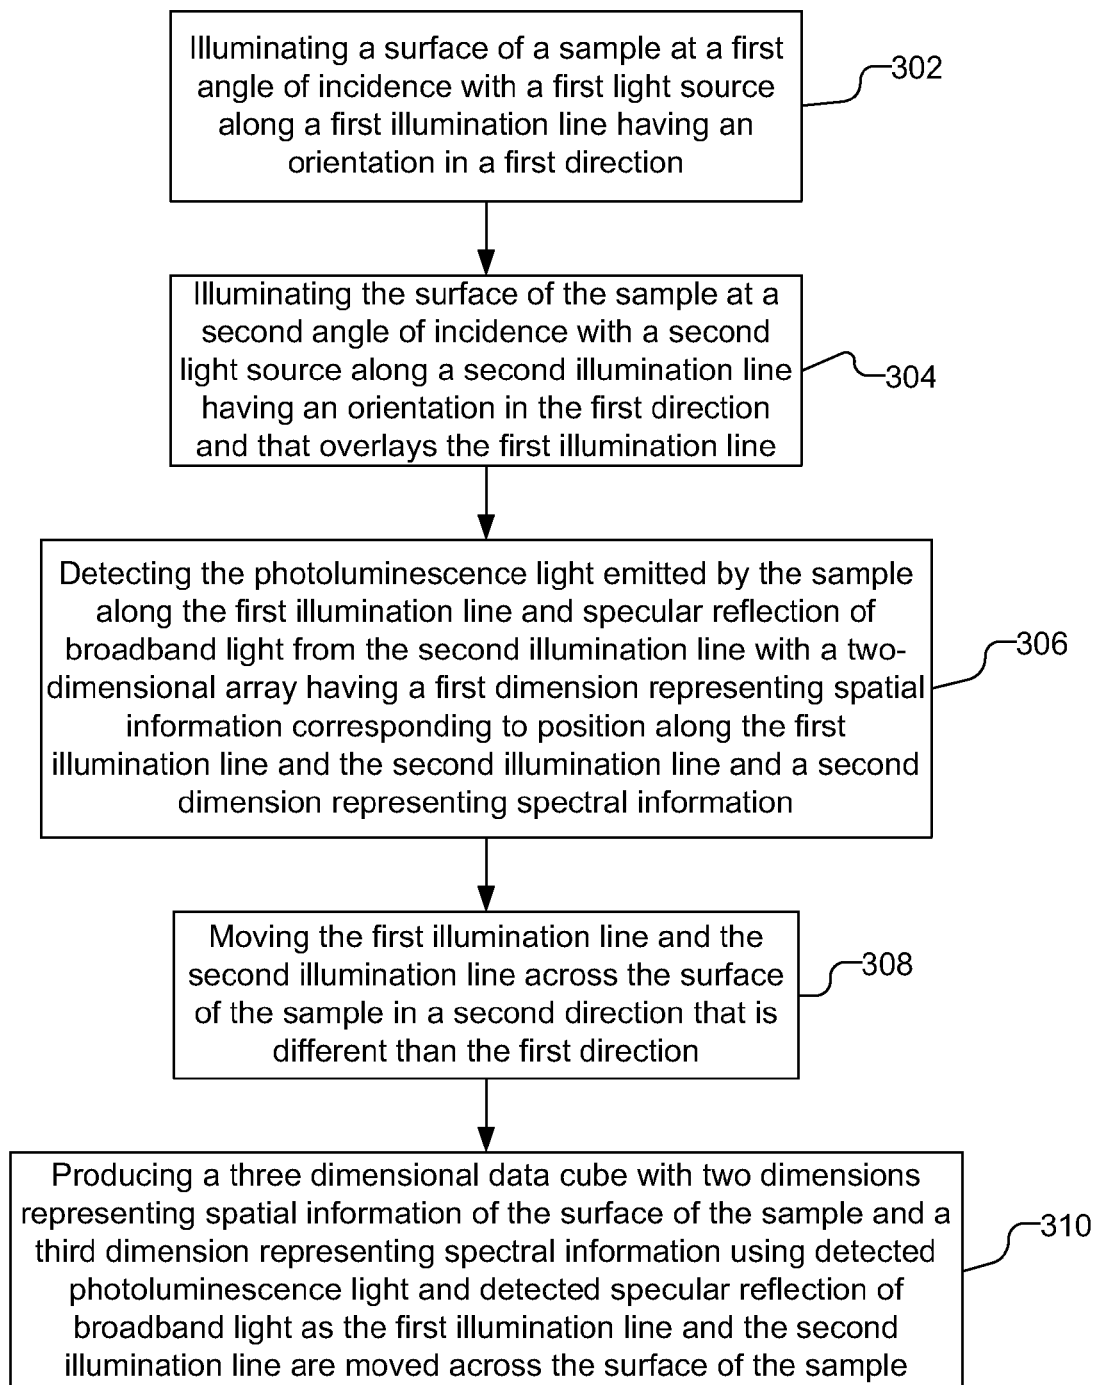 Illuminating a surface of a sample at a first
angle of incidence with a first light source
along a first illumination line having an
orientation in a first direction
302
Illuminating the surface of the sample at a
second angle of incidence with a second
light source along a second illumination line
having an orientation in the first direction
and that overlays the first illumination line
304
Detecting the photoluminescence light emitted by the sample
along the first illumination line and specular reflection of
broadband light from the second illumination line with a two-
dimensional array having a first dimension representing spatial
information corresponding to position along the first
illumination line and the second illumination line and a second
dimension representing spectral information
306
Moving the first illumination line and the
second illumination line across the surface
of the sample in a second direction that is
different than the first direction
308
Producing a three dimensional data cube with two dimensions
representing spatial information of the surface of the sample and a
third dimension representing spectral information using detected
photoluminescence light and detected specular reflection of
broadband light as the first illumination line and the second
illumination line are moved across the surface of the sample
310